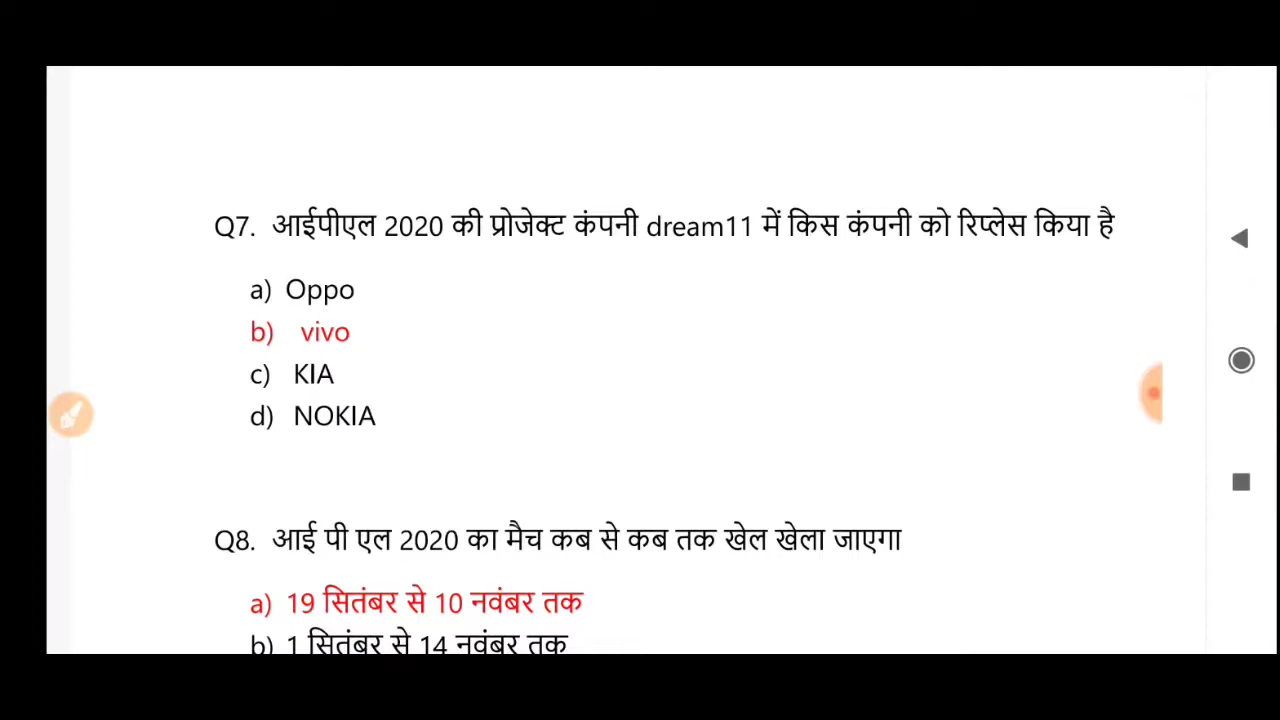 Q7. आईपीएल 2020 की प्रोजेक्ट कंपनी dream11 में किस कंपनी को रिप्लेस किया है
a) Oppo
b) vivo
c) KIA
d) NOKIA
Q8. आई पी एल 2020 का मैच कब से कब तक खेल खेला जाएगा
a) 19 सितंबर से 10 नवंबर तक
b) 1 सितंबर से 14 नवंबर तक